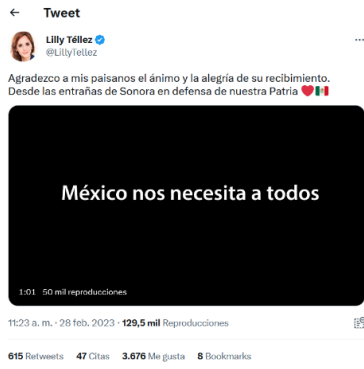 Tweet
Lilly Téllez
@LillyTellez
Agradezco a mis paisanos el ánimo y la alegría de su recibimiento.
Desde las entrañas de Sonora en defensa de nuestra Patria ❤️🇲🇽
México nos necesita a todos
1:01 50 mil reproducciones
11:23 a. m. · 28 feb. 2023 · 129,5 mil Reproducciones
615 Retweets 47 Citas 3.676 Me gusta 8 Bookmarks